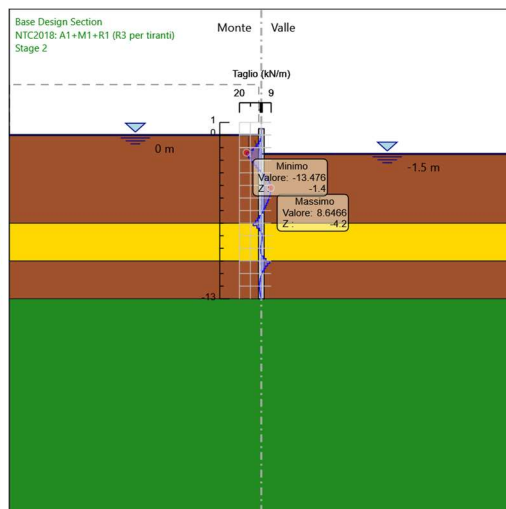 Base Design Section
NTC2018: A1+M1+R1 (R3 per tiranti)
Stage 2
Monte
Valle
Taglio (kN/m)
20
9
1
0
0 m
-1.5 m
Minimo
Valore: -13.476
Z : -1.4
Massimo
Valore: 8.6466
Z : -4.2
-13